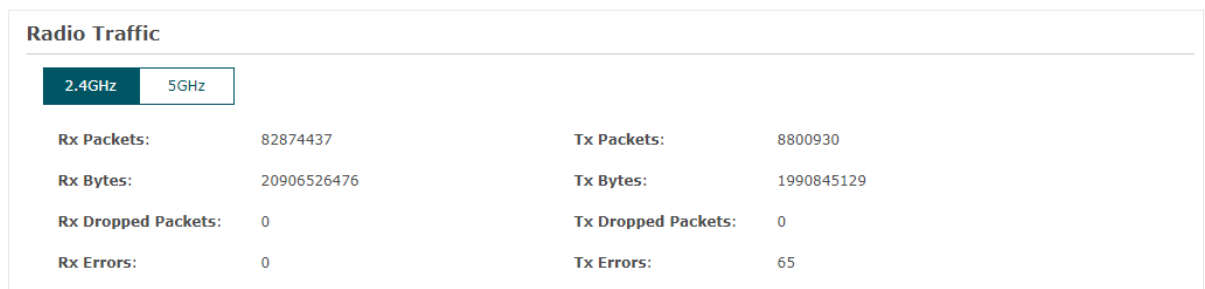 Radio Traffic
2.4GHz 5GHz
Rx Packets: 82874437 Tx Packets: 8800930
Rx Bytes: 20906526476 Tx Bytes: 1990845129
Rx Dropped Packets: 0 Tx Dropped Packets: 0
Rx Errors: 0 Tx Errors: 65